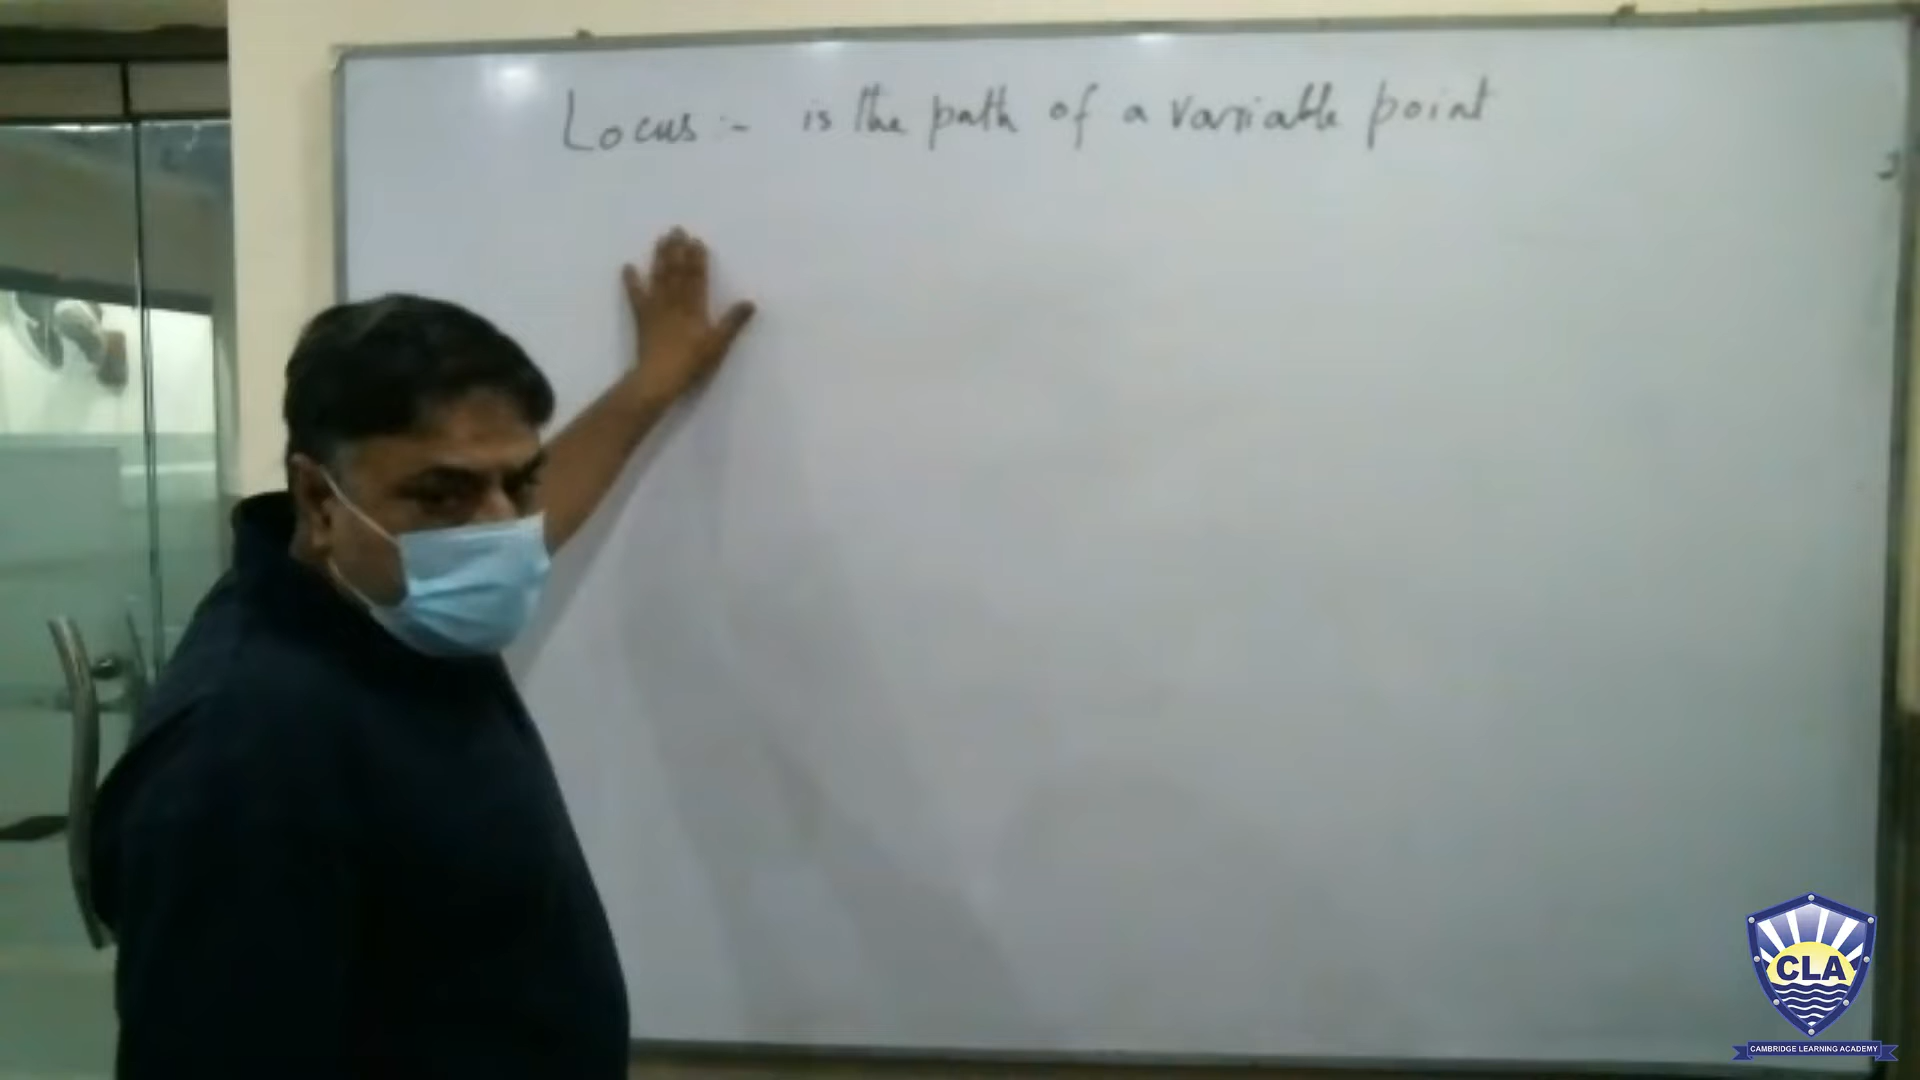 Locus :- is the path of a variable point
CLA
CAMBRIDGE LEARNING ACADEMY